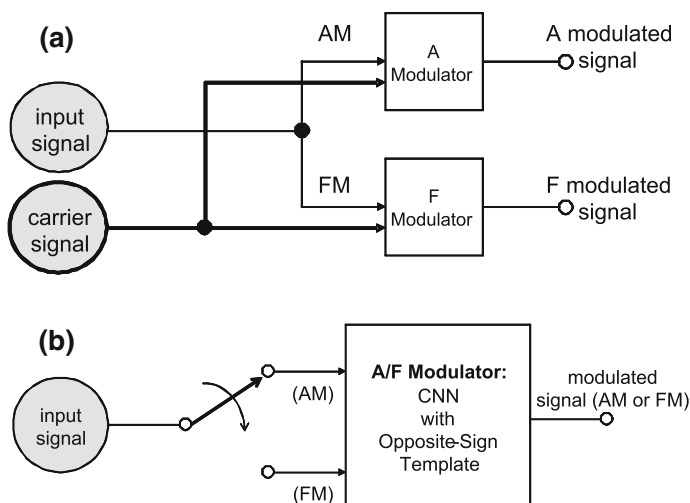 (a)
AM
A modulated
signal
A
Modulator
input
signal
FM
F modulated
signal
F
Modulator
carrier
signal
(b)
input
signal
(AM)
(FM)
A/F Modulator:
CNN
with
Opposite-Sign
Template
modulated
signal (AM or FM)